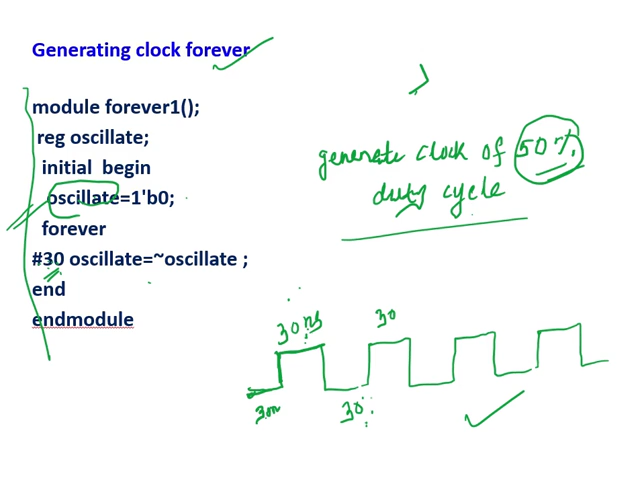 Generating clock forever
module forever1();
reg oscillate;
initial begin
oscillate=1'b0;
forever
#30 oscillate=~oscillate ;
end
endmodule
generate clock of 50%
duty cycle
30ns
30
30